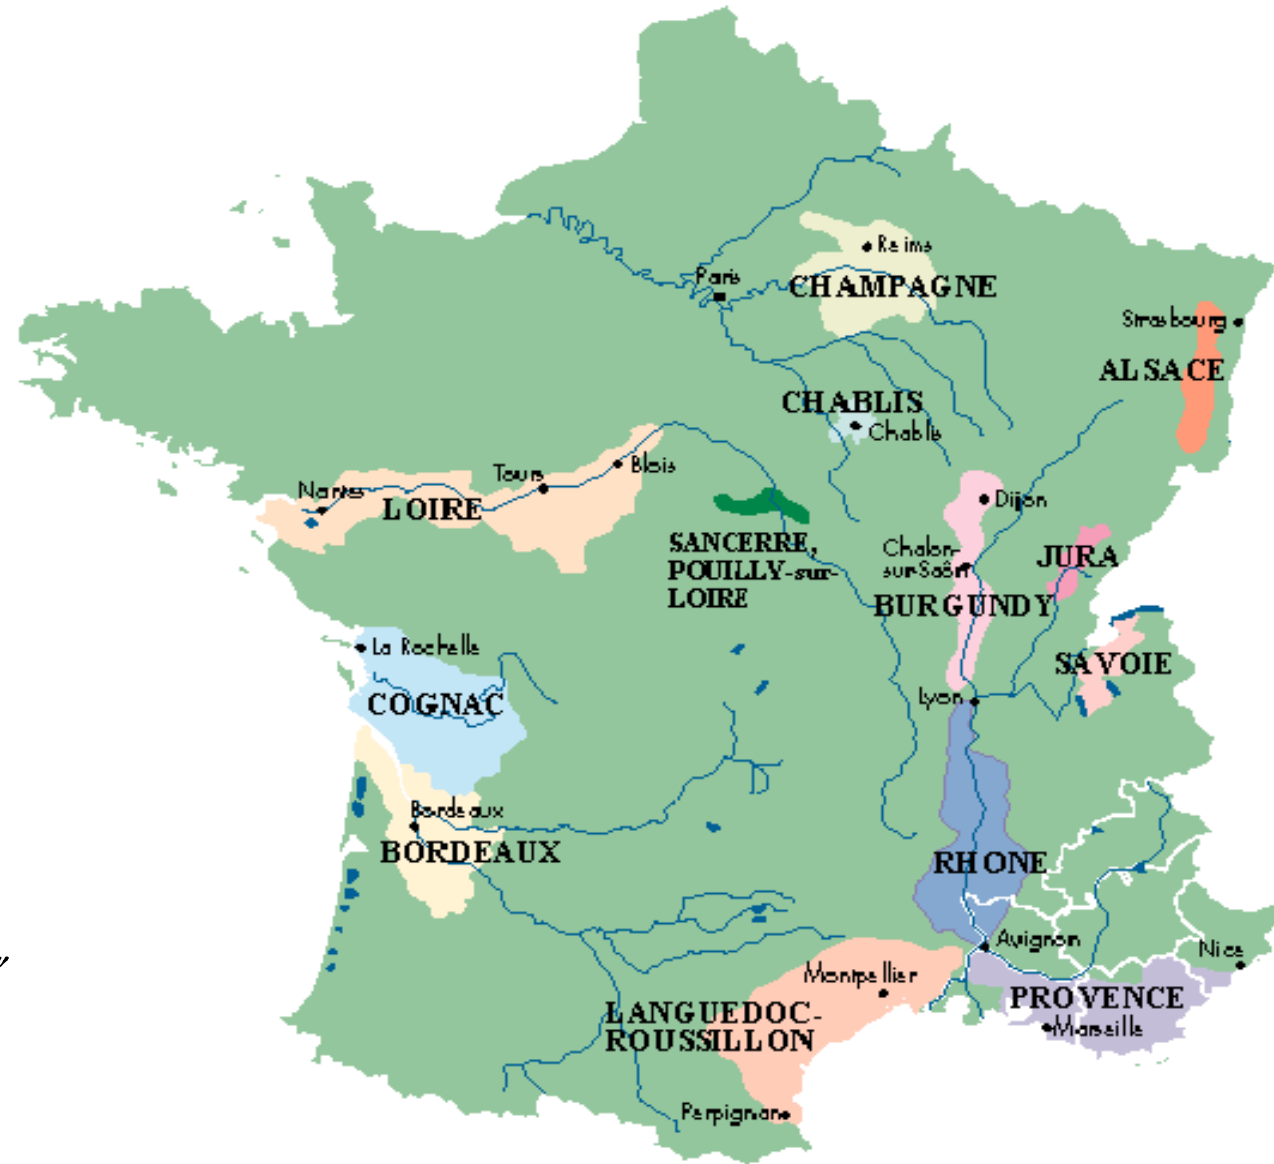 Reims
Paris
CHAMPAGNE
Strasbourg
ALSACE
CHABLIS
Chablis
Blois
Tours
Nantes
LOIRE
Dijon
SANCERRE,
POUILLY-sur-
LOIRE
Chalon-
sur-Saôn
JURA
BURGUNDY
La Rochelle
SAVOIE
COGNAC
Lyon
Bordeaux
BORDEAUX
RHONE
Avignon
Nice
Montpellier
PROVENCE
LANGUEDOC-
ROUSSILLON
Marseille
Perpignan